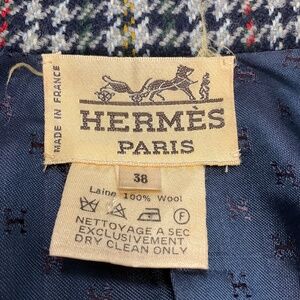 MADE IN FRANCE
HERMÈS
PARIS
38
Laine 100% Wool
F
NETTOYAGE A SEC
EXCLUSIVEMENT
DRY CLEAN ONLY